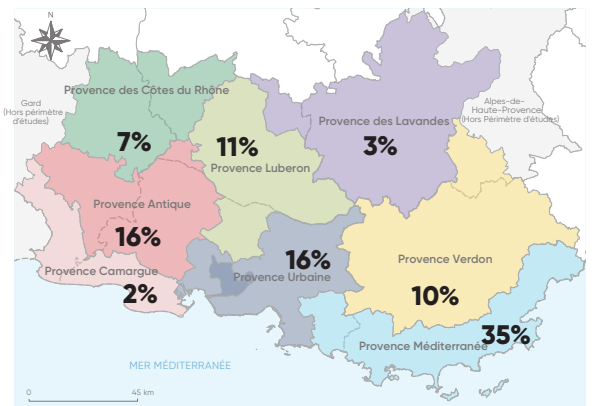 N
Provence des Côtes du Rhône
7%
Gard
(Hors périmètre
d'études)
11%
Provence Luberon
Provence des Lavandes
3%
Alpes-de-
Haute-Provence
(Hors Périmètre d'études)
Provence Antique
16%
Provence Camargue
2%
16%
Provence Urbaine
Provence Verdon
10%
35%
Provence Méditerranée
MER MÉDITERRANÉE
0
45 km